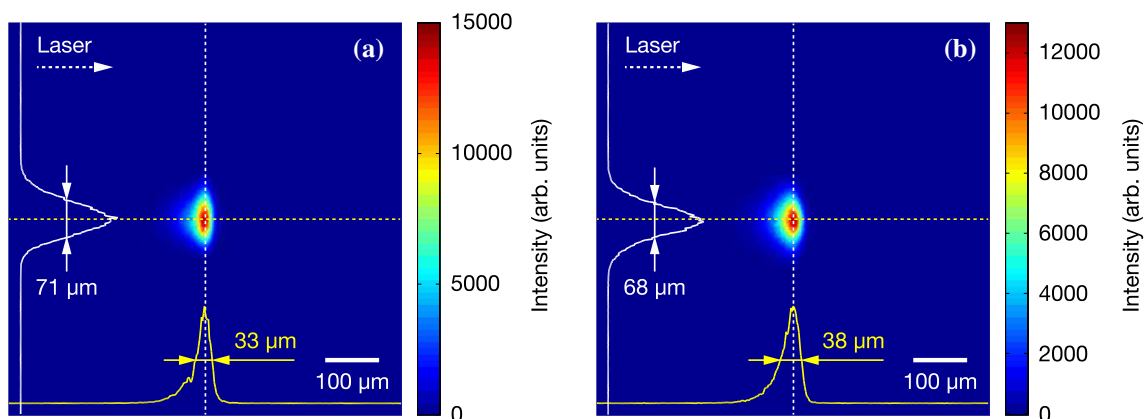 Laser
(a)
71 μm
33 μm
100 μm
15000
10000
5000
0
Intensity (arb. units)
Laser
(b)
68 μm
38 μm
100 μm
12000
10000
8000
6000
4000
2000
0
Intensity (arb. units)